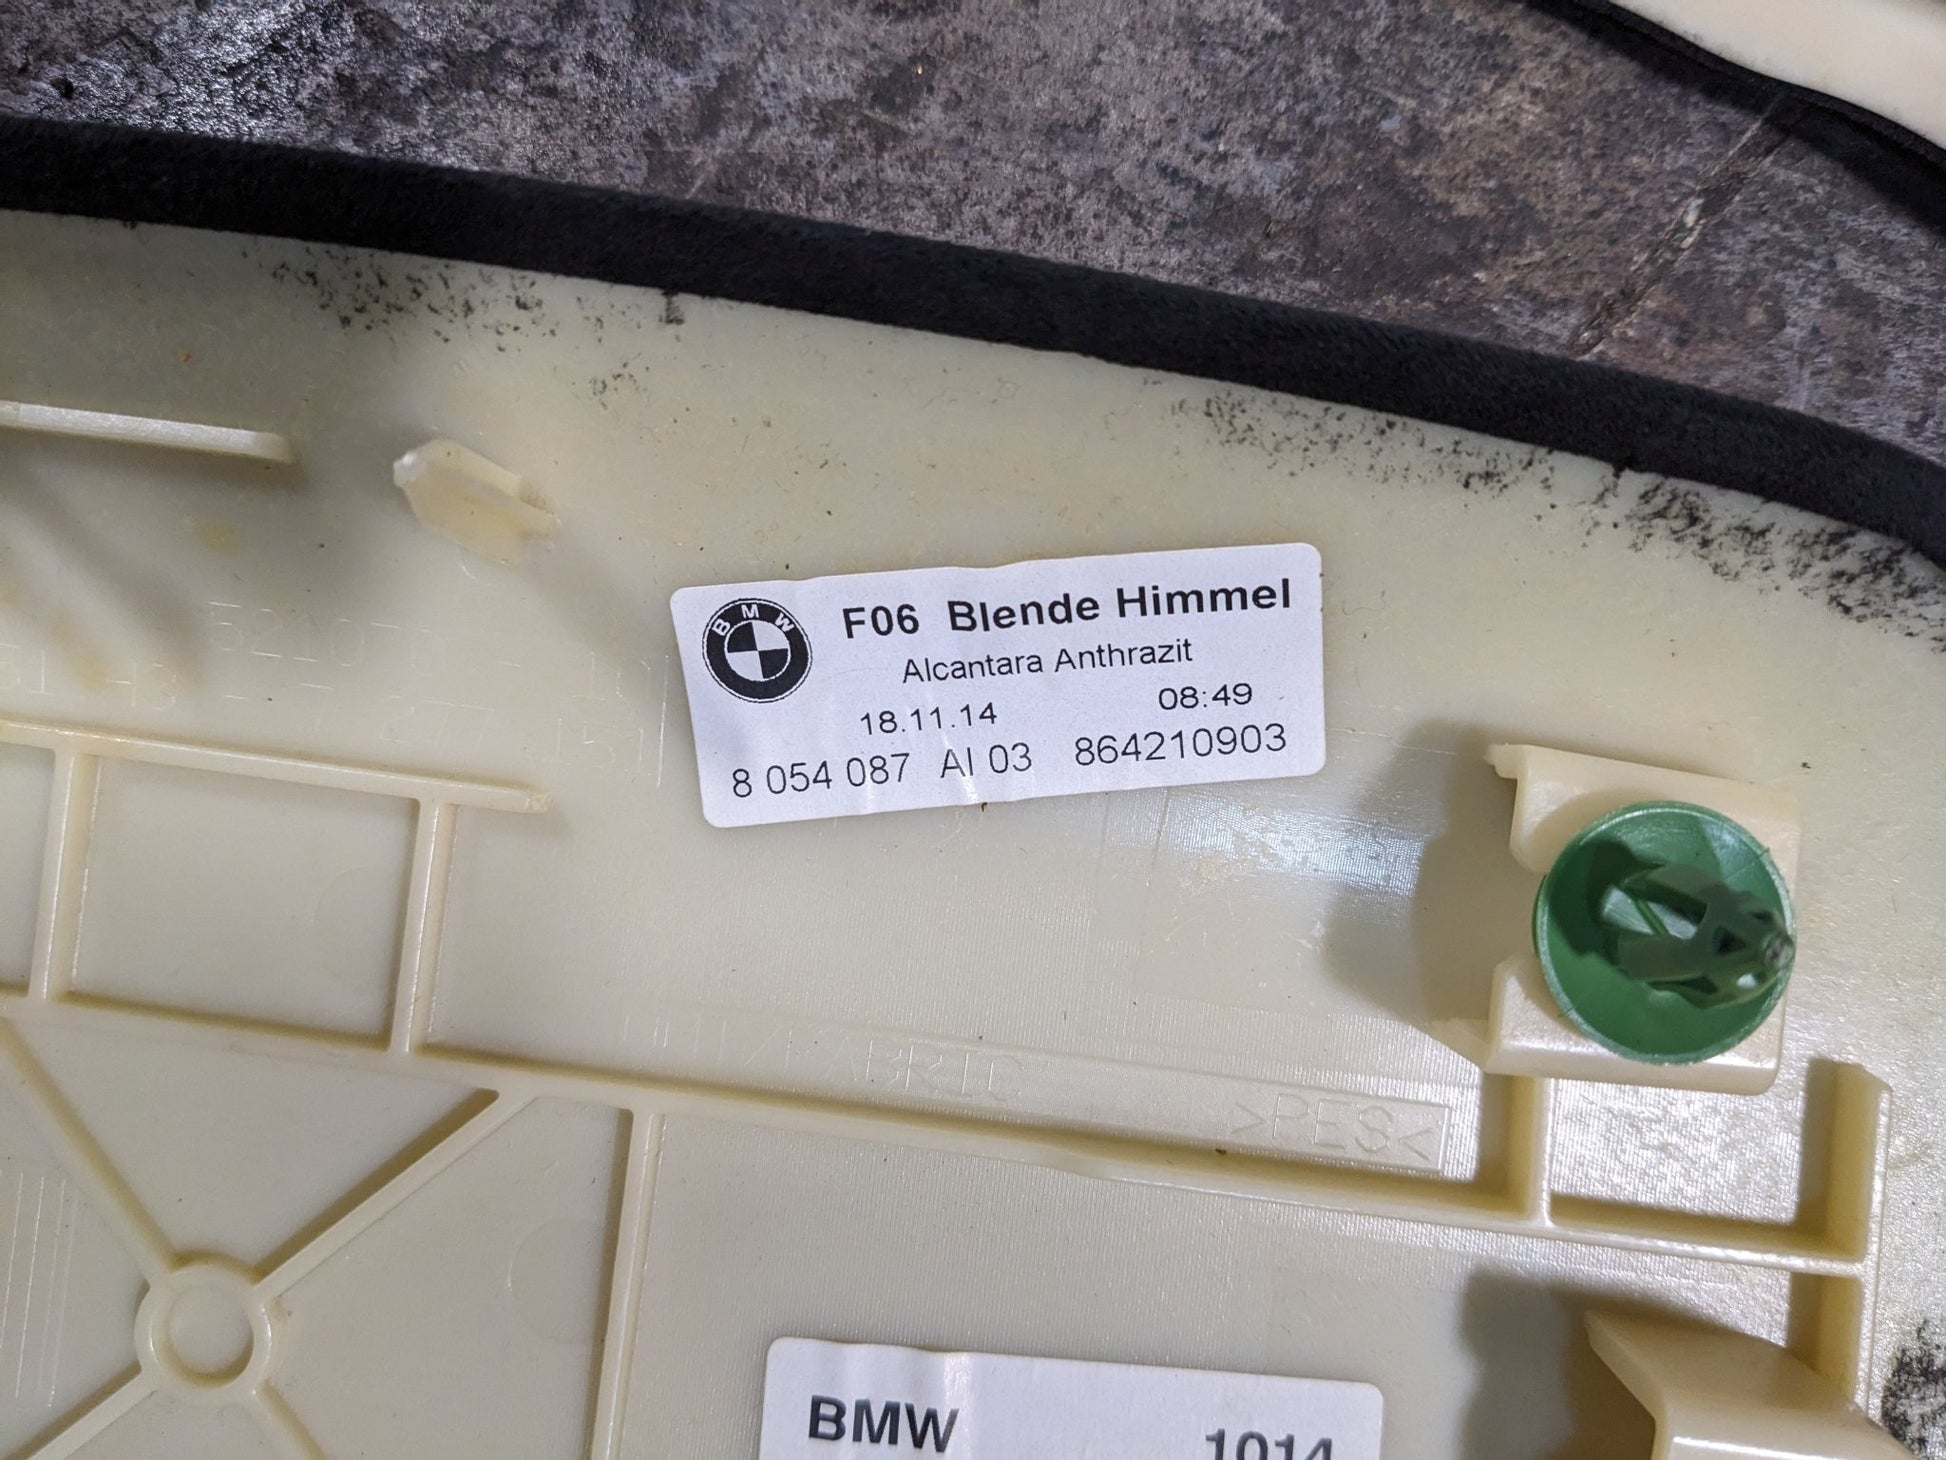 BMW
F06 Blende Himmel
Alcantara Anthrazit
18.11.14 08:49
8 054 087 AI 03 864210903
>PES<
BMW 1014